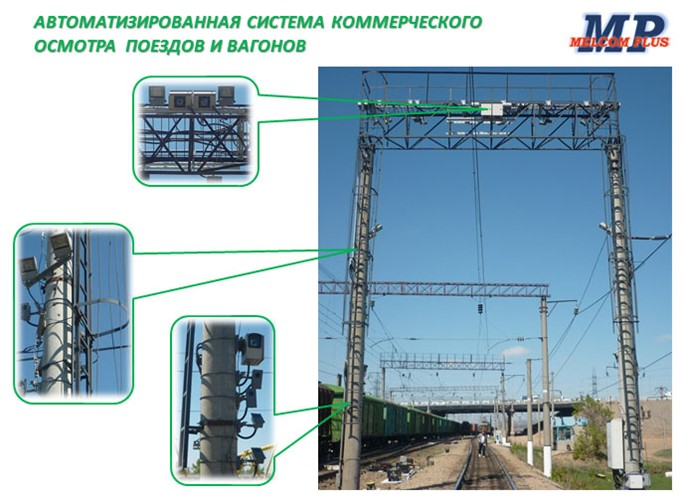 АВТОМАТИЗИРОВАННАЯ СИСТЕМА КОММЕРЧЕСКОГО
ОСМОТРА ПОЕЗДОВ И ВАГОНОВ
MP
MELCOM PLUS